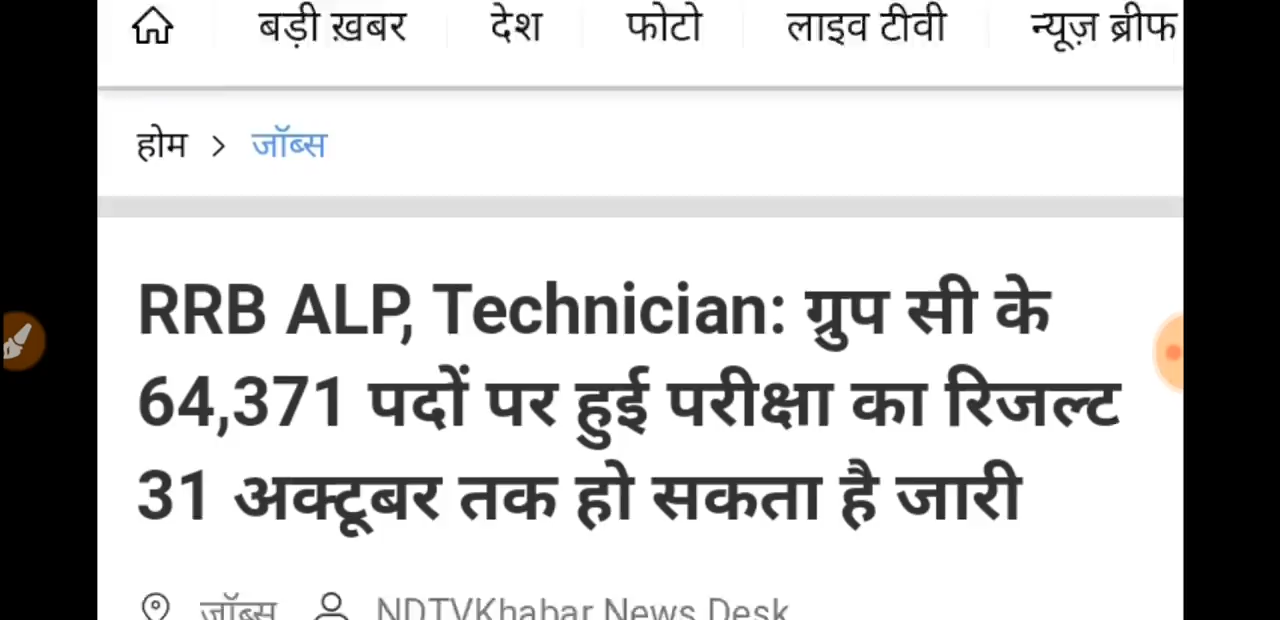 बड़ी ख़बर देश फोटो लाइव टीवी न्यूज़ ब्रीफ
होम > जॉब्स
RRB ALP, Technician: ग्रुप सी के
64,371 पदों पर हुई परीक्षा का रिजल्ट
31 अक्टूबर तक हो सकता है जारी
जॉब्स NDTVKhabar News Desk